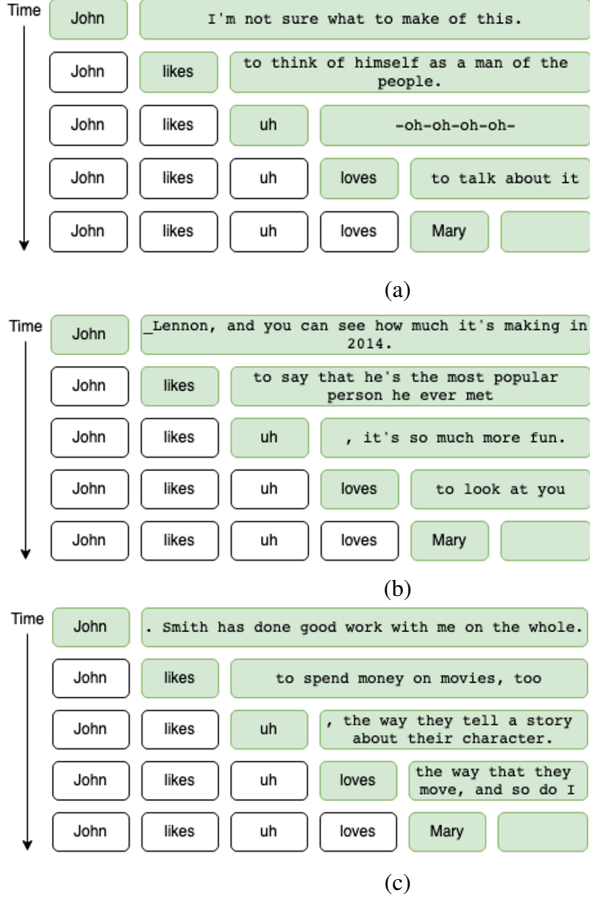 Time John I'm not sure what to make of this.
John likes to think of himself as a man of the
people.
John likes uh -oh-oh-oh-oh-
John likes uh loves to talk about it
John likes uh loves Mary
(a)
Time John _Lennon, and you can see how much it's making in
2014.
John likes to say that he's the most popular
person he ever met
John likes uh , it's so much more fun.
John likes uh loves to look at you
John likes uh loves Mary
(b)
Time John . Smith has done good work with me on the whole.
John likes to spend money on movies, too
John likes uh , the way they tell a story
about their character.
John likes uh loves the way that they
move, and so do I
John likes uh loves Mary
(c)